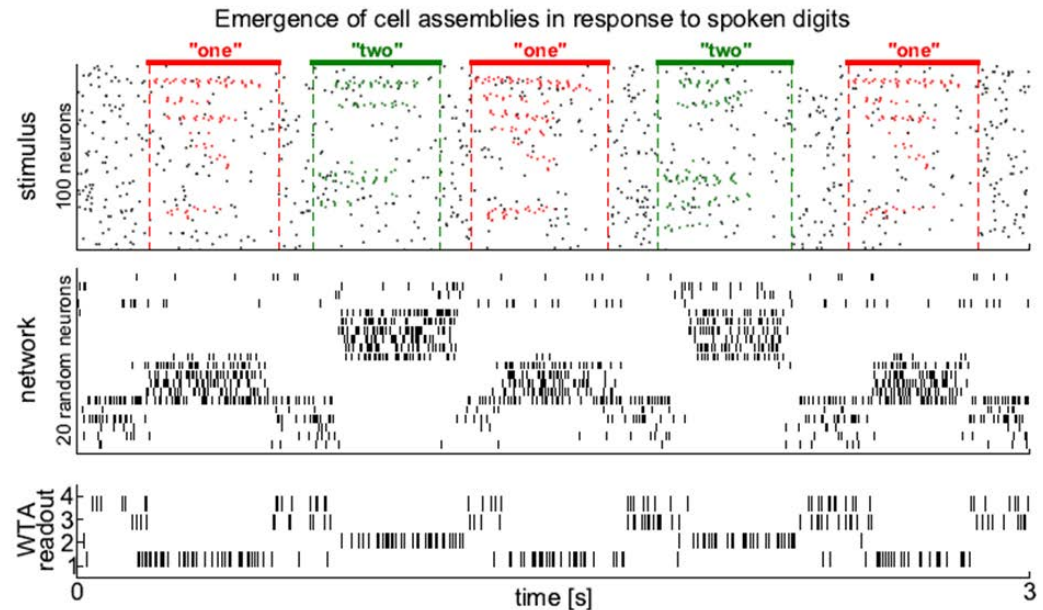 Emergence of cell assemblies in response to spoken digits
"one" "two" "one" "two" "one"
stimulus
100 neurons
network
20 random neurons
WTA
readout
4
3
2
1
0 time [s] 3